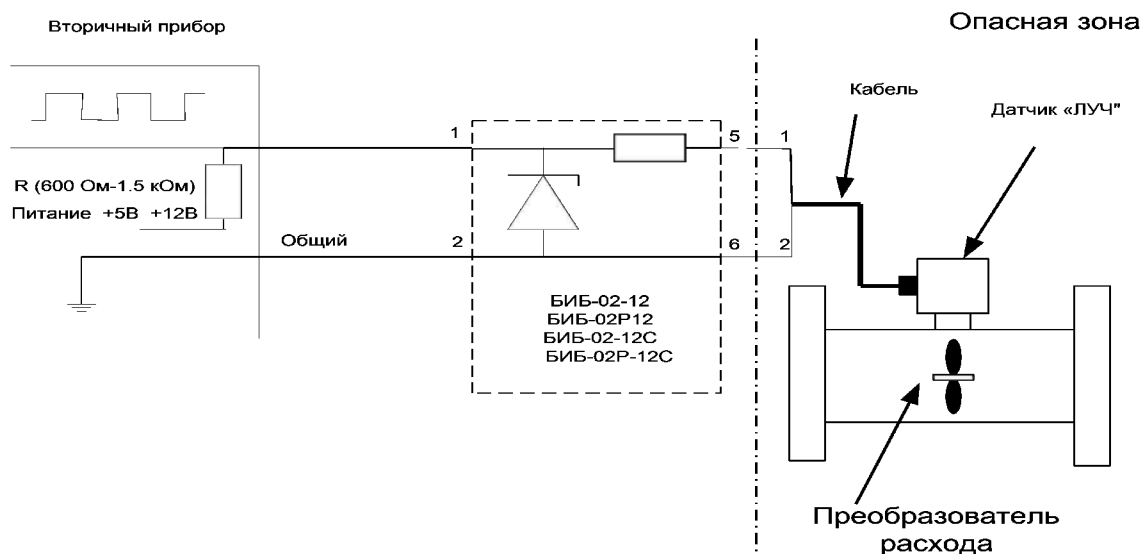 Опасная зона
Вторичный прибор
Кабель
Датчик «ЛУЧ"
1
5
1
R (600 Ом-1.5 кОм)
Питание +5В +12В
Общий
2
6
2
БИБ-02-12
БИБ-02Р12
БИБ-02-12С
БИБ-02Р-12С
Преобразователь
расхода